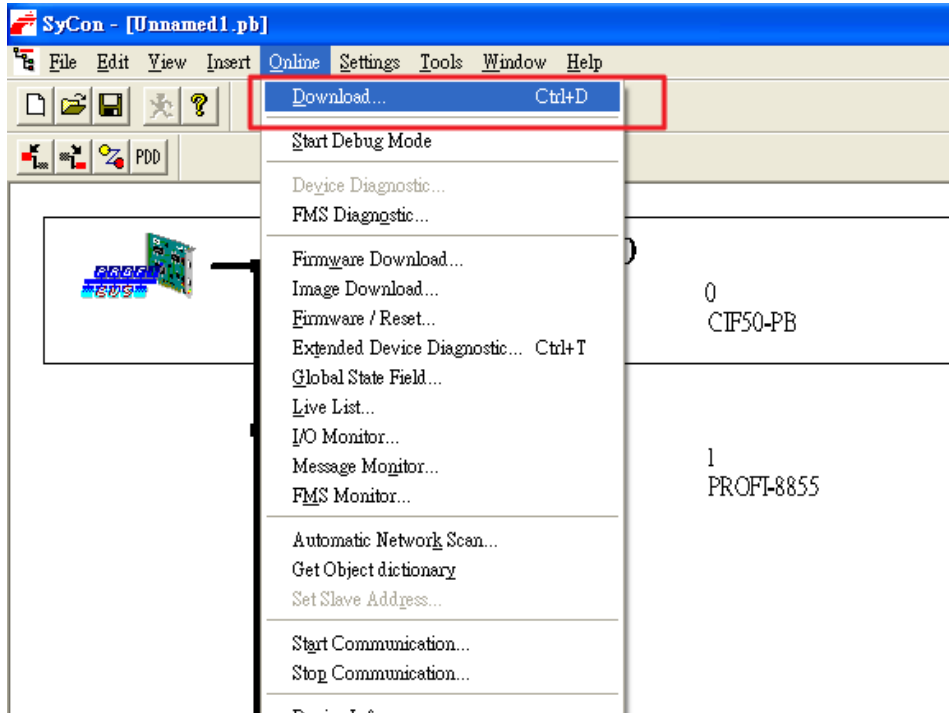 SyCon - [Unnamed1.pb]
File Edit View Insert Online Settings Tools Window Help
Download... Ctrl+D
PDD
Start Debug Mode
Device Diagnostic...
FMS Diagnostic...
Firmware Download...
Image Download...
Firmware / Reset...
Extended Device Diagnostic... Ctrl+T
Global State Field...
Live List...
I/O Monitor...
Message Monitor...
FMS Monitor...
Automatic Network Scan...
Get Object dictionary
Set Slave Address...
Start Communication...
Stop Communication...
BUS
0
CIF50-PB
1
PROFI-8855